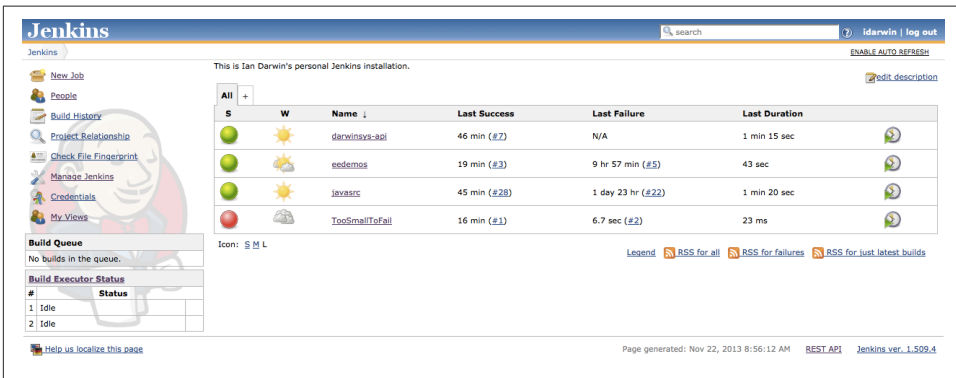 Jenkins
search
idarwin | log out
Jenkins
ENABLE AUTO REFRESH
New Job
People
Build History
Project Relationship
Check File Fingerprint
Manage Jenkins
Credentials
My Views
Build Queue
No builds in the queue.
Build Executor Status
# Status
1 Idle
2 Idle
This is Ian Darwin's personal Jenkins installation.
edit description
All +
S W Name ↓ Last Success Last Failure Last Duration
darwinsys-api 46 min (#7) N/A 1 min 15 sec
eedemos 19 min (#3) 9 hr 57 min (#5) 43 sec
javasrc 45 min (#28) 1 day 23 hr (#22) 1 min 20 sec
TooSmallToFail 16 min (#1) 6.7 sec (#2) 23 ms
Icon: S M L
Legend RSS for all RSS for failures RSS for just latest builds
Help us localize this page
Page generated: Nov 22, 2013 8:56:12 AM REST API Jenkins ver. 1.509.4